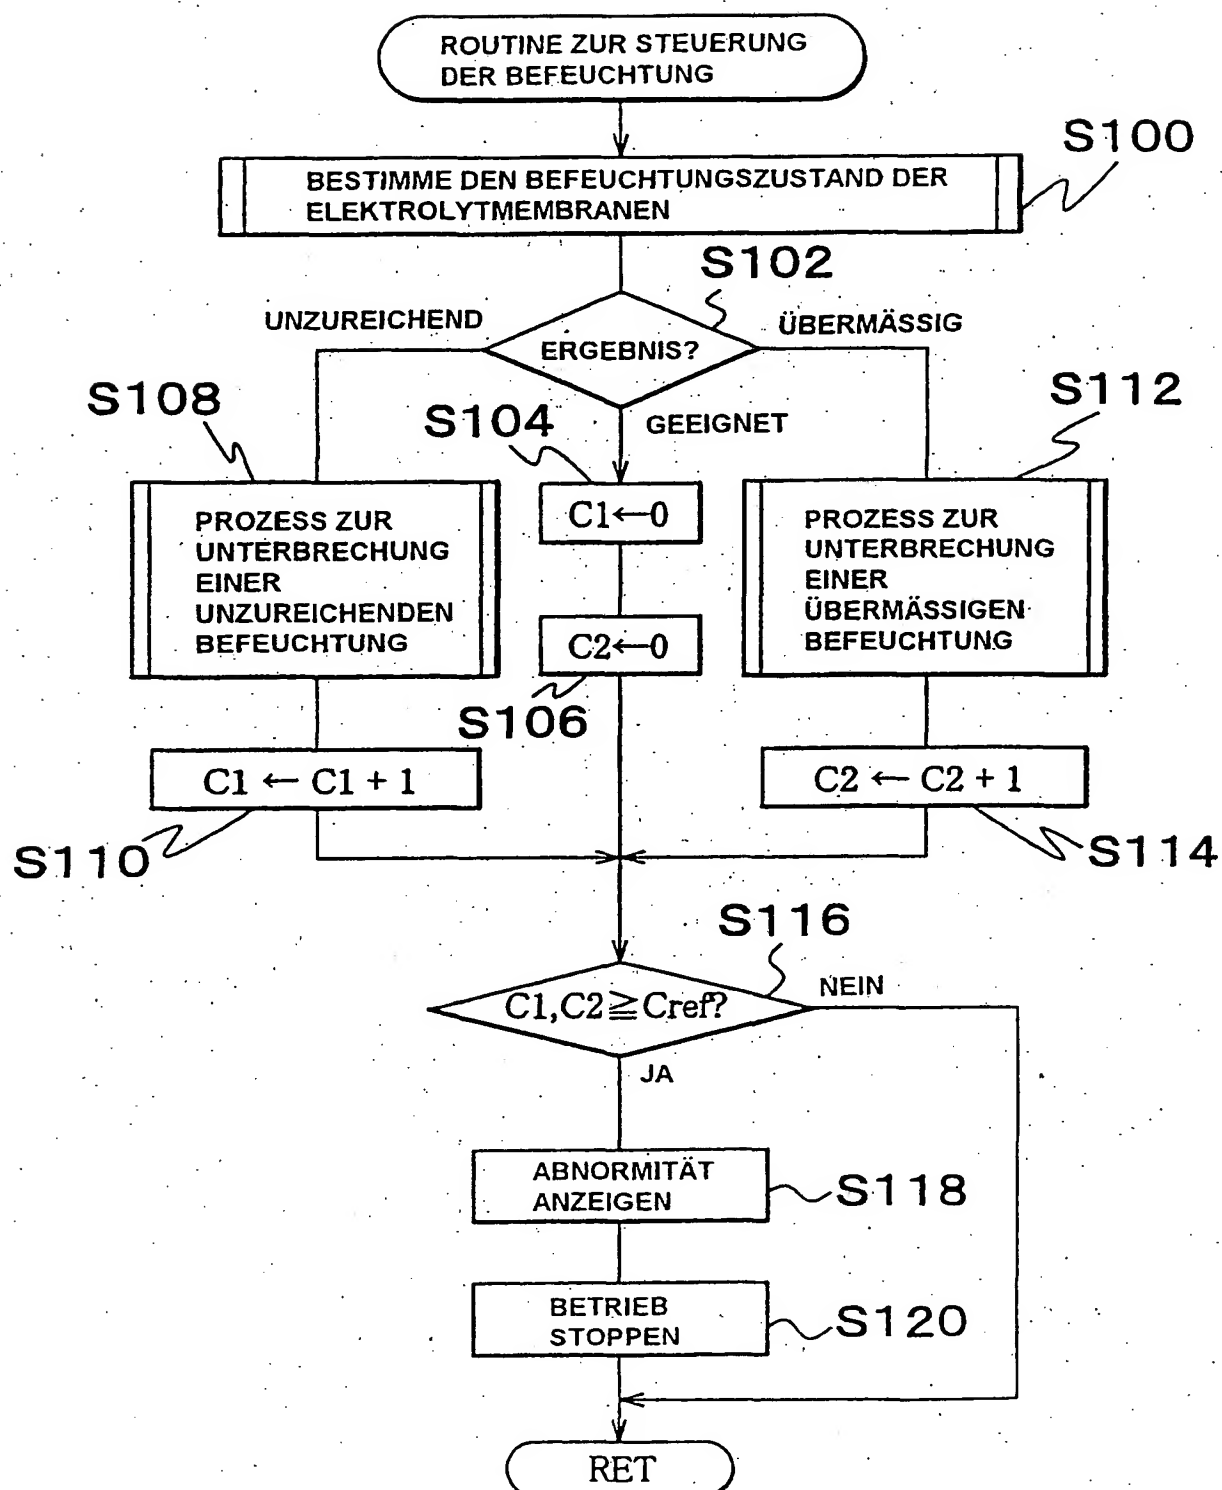 ROUTINE ZUR STEUERUNG
DER BEFEUCHTUNG
S100
BESTIMME DEN BEFEUCHTUNGSZUSTAND DER
ELEKTROLYTMEMBRANEN
S102
UNZUREICHEND
ÜBERMÄSSIG
ERGEBNIS?
S108
S104
GEEIGNET
S112
PROZESS ZUR
UNTERBRECHUNG
EINER
UNZUREICHENDEN
BEFEUCHTUNG
C1←0
PROZESS ZUR
UNTERBRECHUNG
EINER
ÜBERMÄSSIGEN
BEFEUCHTUNG
C2←0
S106
C1 ← C1 + 1
C2 ← C2 + 1
S110
S114
S116
C1,C2≧Cref?
NEIN
JA
ABNORMITÄT
ANZEIGEN
S118
BETRIEB
STOPPEN
S120
RET